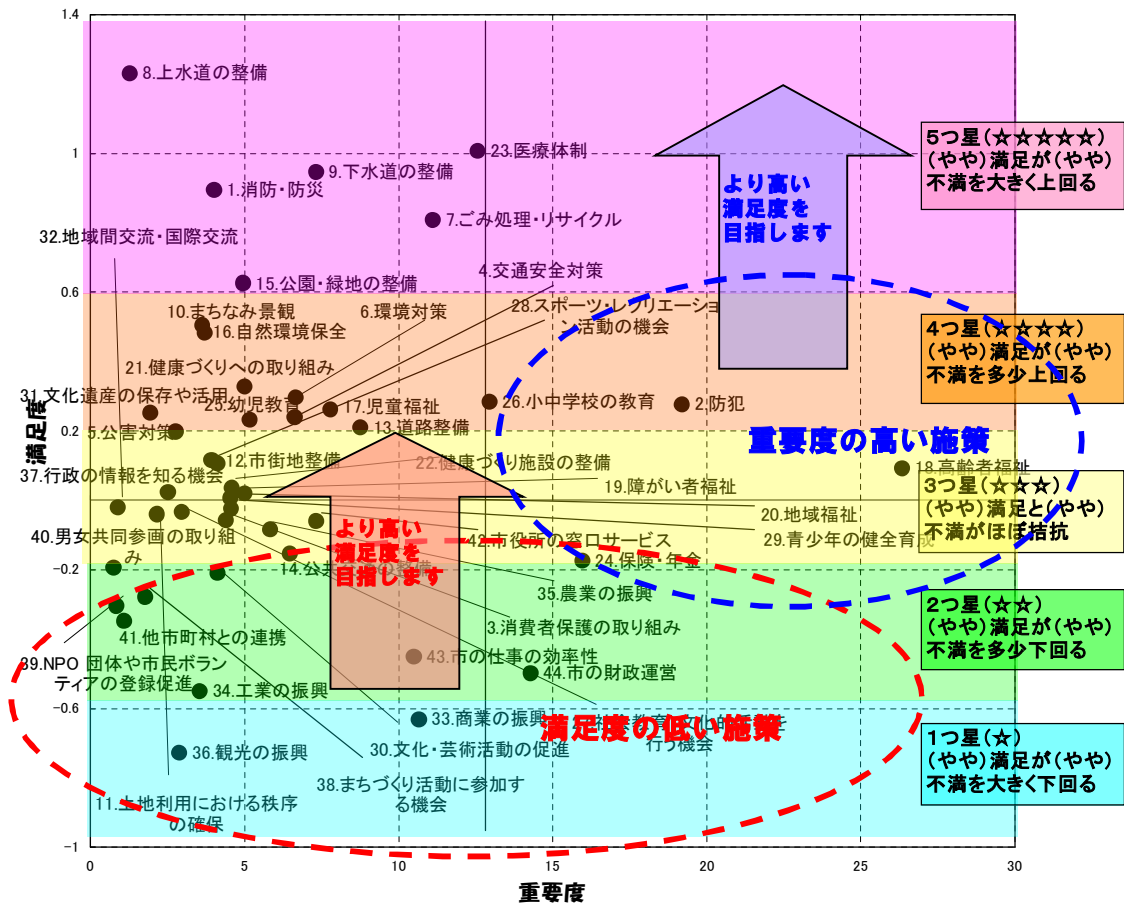 1.4
8.上水道の整備
5つ星(☆☆☆☆☆)
(やや)満足が(やや)
不満を大きく上回る
1
23.医療体制
9.下水道の整備
より高い
満足度を
目指します
1.消防・防災
7.ごみ処理・リサイクル
32.地域間交流・国際交流
4.交通安全対策
15.公園・緑地の整備
0.6
10.まちなみ景観
6.環境対策
28.スポーツ・レクリエーショ
ン活動の機会
16.自然環境保全
4つ星(☆☆☆☆)
(やや)満足が(やや)
不満を多少上回る
21.健康づくりへの取り組み
31.文化遺産の保存や活用
25.幼児教育
17.児童福祉
26.小中学校の教育
2.防犯
満足度
0.2
5.公害対策
13.道路整備
重要度の高い施策
12.市街地整備
22.健康づくり施設の整備
18.高齢者福祉
37.行政の情報を知る機会
19.障がい者福祉
3つ星(☆☆☆)
(やや)満足と(やや)
不満がほぼ拮抗
20.地域福祉
より高い
満足度を
目指します
40.男女共同参画の取り組
み
42.市役所の窓口サービス
29.青少年の健全育成
-0.2
14.公共
の整備
24.保険・年金
35.農業の振興
2つ星(☆☆)
(やや)満足が(やや)
不満を多少下回る
41.他市町村との連携
3.消費者保護の取り組み
39.NPO 団体や市民ボラン
ティアの登録促進
43.市の仕事の効率性
44.市の財政運営
34.工業の振興
-0.6
33.商業の振興
満足度の低い施策
行う機会
36.観光の振興
30.文化・芸術活動の促進
1つ星(☆)
(やや)満足が(やや)
不満を大きく下回る
38.まちづくり活動に参加す
る機会
11.土地利用における秩序
の確保
-1
0
5
10
15
20
25
30
重要度